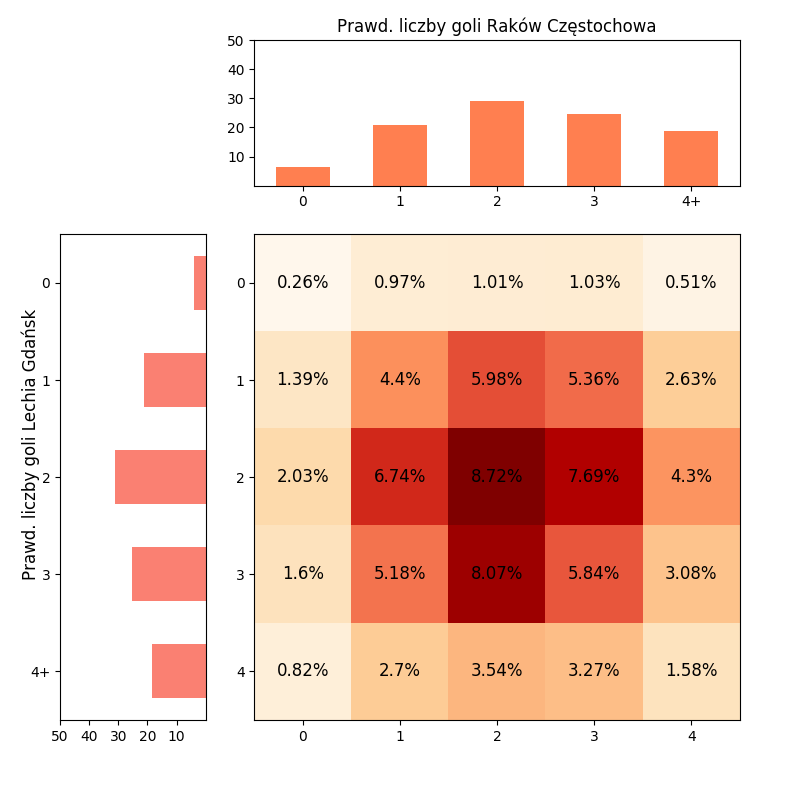 Prawd. liczby goli Raków Częstochowa
50
40
30
20
10
0 1 2 3 4+
Prawd. liczby goli Lechia Gdańsk
0
1
2
3
4+
50 40 30 20 10
0 0.26% 0.97% 1.01% 1.03% 0.51%
1 1.39% 4.4% 5.98% 5.36% 2.63%
2 2.03% 6.74% 8.72% 7.69% 4.3%
3 1.6% 5.18% 8.07% 5.84% 3.08%
4 0.82% 2.7% 3.54% 3.27% 1.58%
0 1 2 3 4